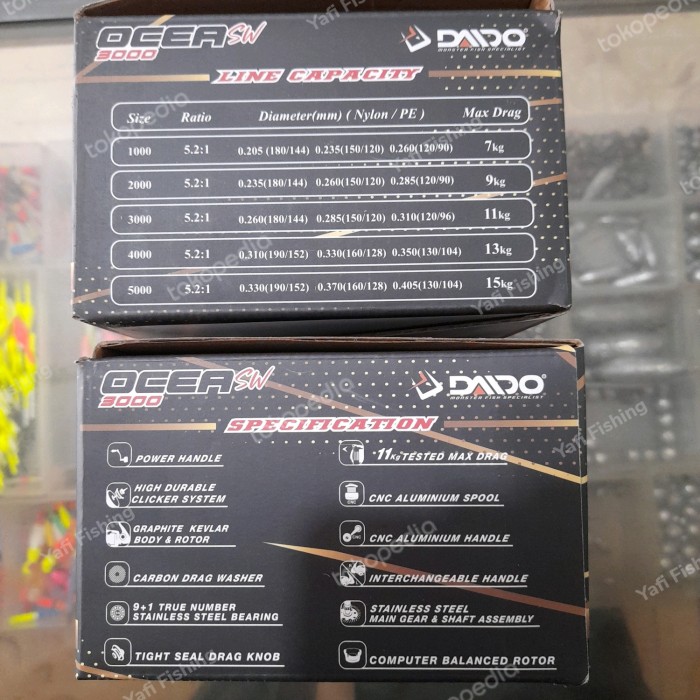 OCEA SW
3000
DAIDO
MONSTER FISH SPECIALIST
LINE CAPACITY
Size Ratio Diameter(mm) ( Nylon / PE ) Max Drag
1000 5.2:1 0.205 (180/144) 0.235(150/120) 0.260(120/90) 7kg
2000 5.2:1 0.235(180/144) 0.260(150/120) 0.285(120/90) 9kg
3000 5.2:1 0.260(180/144) 0.285(150/120) 0.310(120/96) 11kg
4000 5.2:1 0.310(190/152) 0.330(160/128) 0.350(130/104) 13kg
5000 5.2:1 0.330(190/152) 0.370(160/128) 0.405(130/104) 15kg
OCEA SW
3000
DAIDO
MONSTER FISH SPECIALIST
SPECIFICATION
POWER HANDLE
HIGH DURABLE
CLICKER SYSTEM
GRAPHITE KEVLAR
BODY & ROTOR
CARBON DRAG WASHER
9+1 TRUE NUMBER
STAINLESS STEEL BEARING
TIGHT SEAL DRAG KNOB
11KG TESTED MAX DRAG
CNC ALUMINIUM SPOOL
CNC ALUMINIUM HANDLE
INTERCHANGEABLE HANDLE
STAINLESS STEEL
MAIN GEAR & SHAFT ASSEMBLY
COMPUTER BALANCED ROTOR
tokopedia
Yafi Fishing